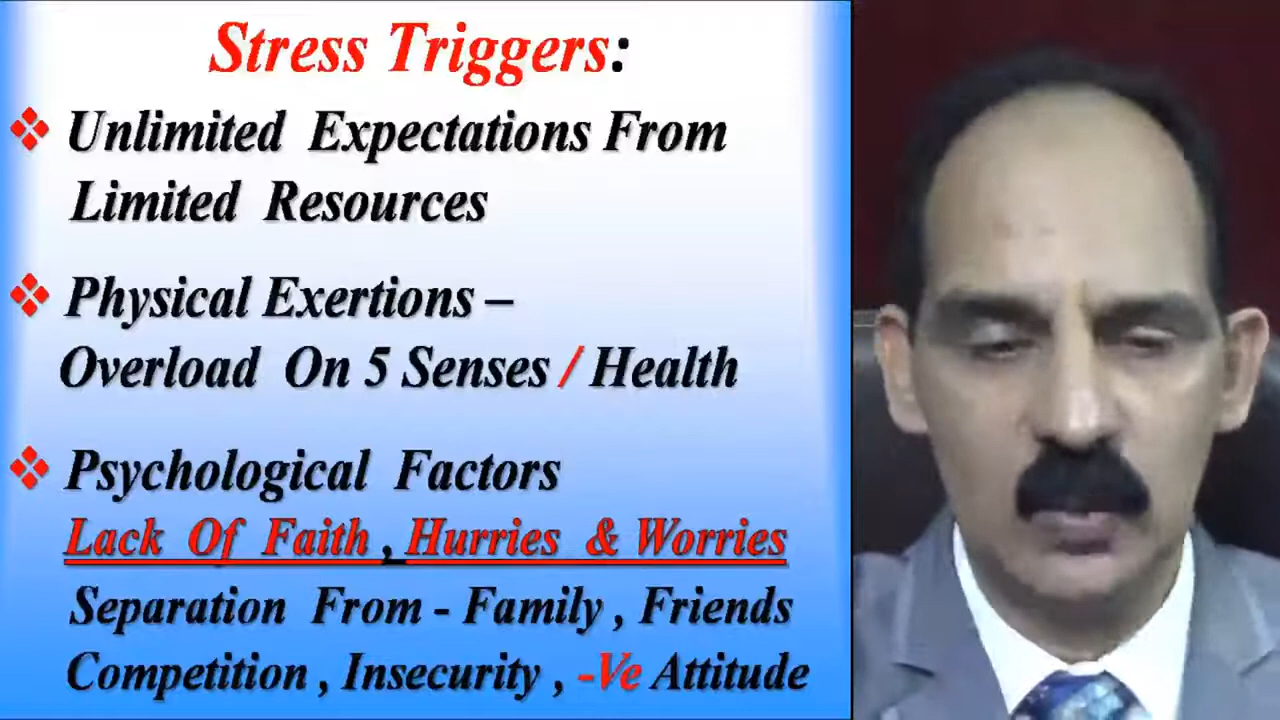 Stress Triggers:
Unlimited Expectations From
Limited Resources
Physical Exertions –
Overload On 5 Senses / Health
Psychological Factors
Lack Of Faith , Hurries & Worries
Separation From - Family , Friends
Competition , Insecurity , -Ve Attitude